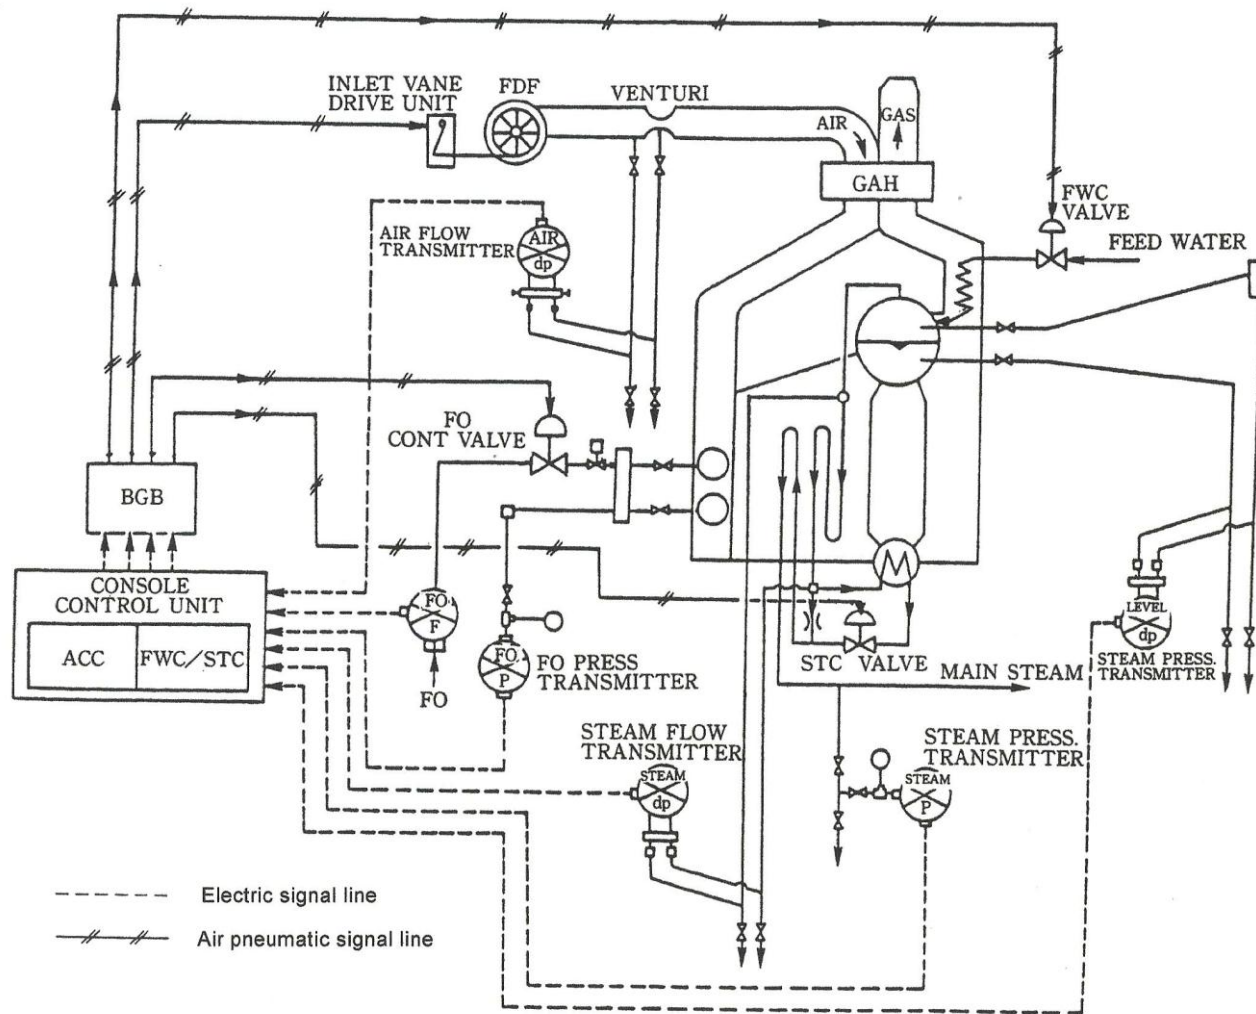 INLET VANE
DRIVE UNIT
FDF
VENTURI
GAS
AIR
GAH
FWC
VALVE
FEED WATER
AIR FLOW
TRANSMITTER
AIR
dp
FO
CONT VALVE
BGB
CONSOLE
CONTROL UNIT
ACC
FWC/STC
FO
F
FO
FO
P
FO PRESS
TRANSMITTER
M
STC VALVE
MAIN STEAM
LEVEL
dp
STEAM PRESS.
TRANSMITTER
STEAM FLOW
TRANSMITTER
STEAM
dp
STEAM PRESS.
TRANSMITTER
STEAM
P
Electric signal line
Air pneumatic signal line